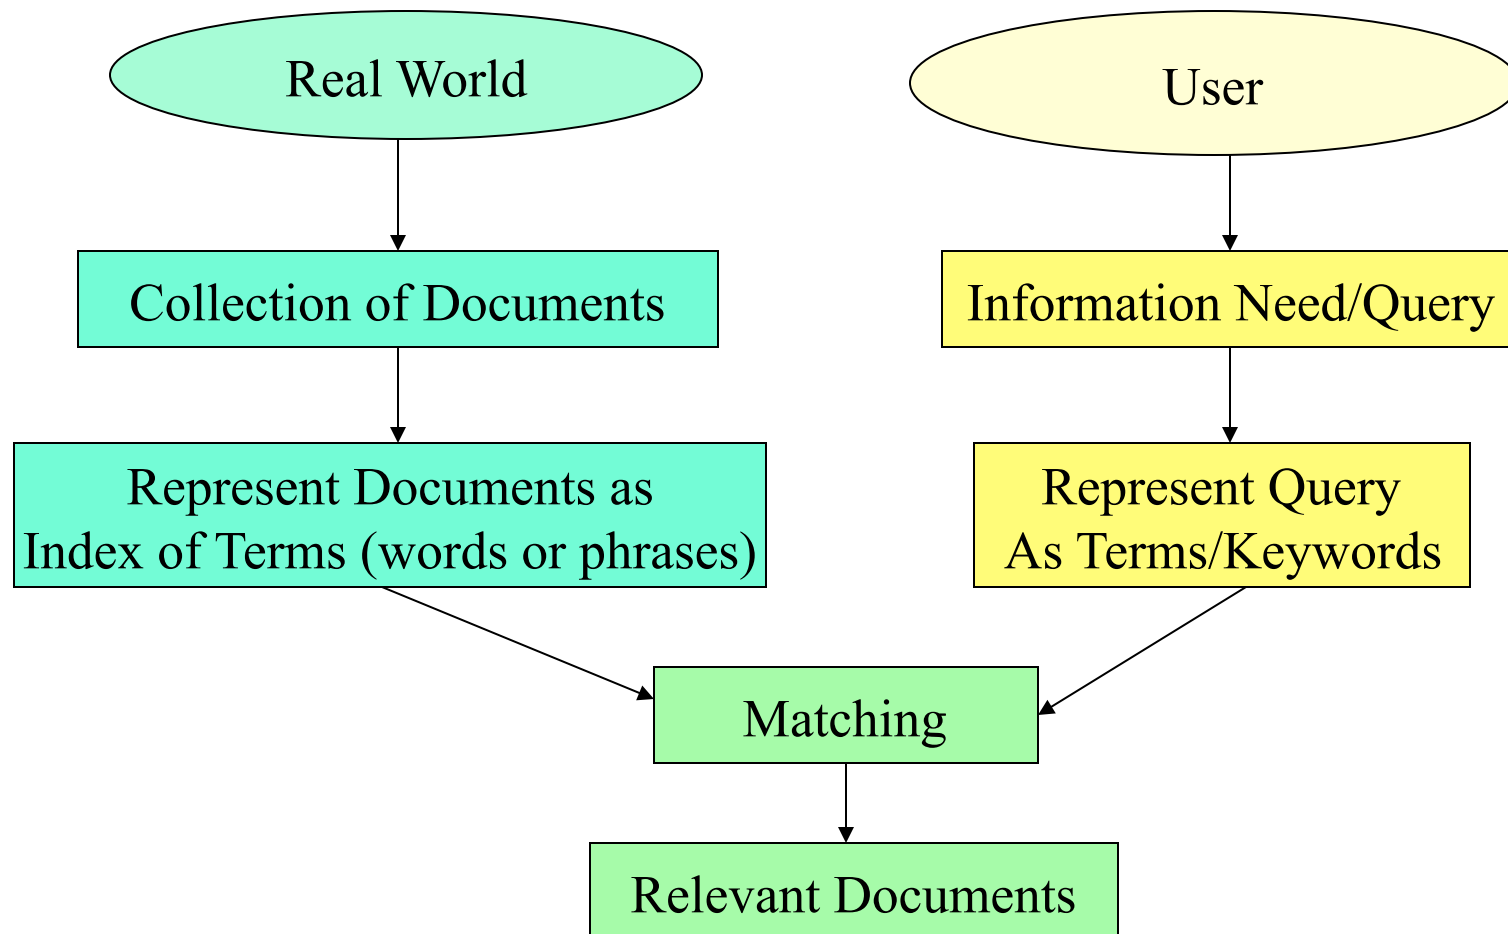 Real World
User
Collection of Documents
Information Need/Query
Represent Documents as
Index of Terms (words or phrases)
Represent Query
As Terms/Keywords
Matching
Relevant Documents